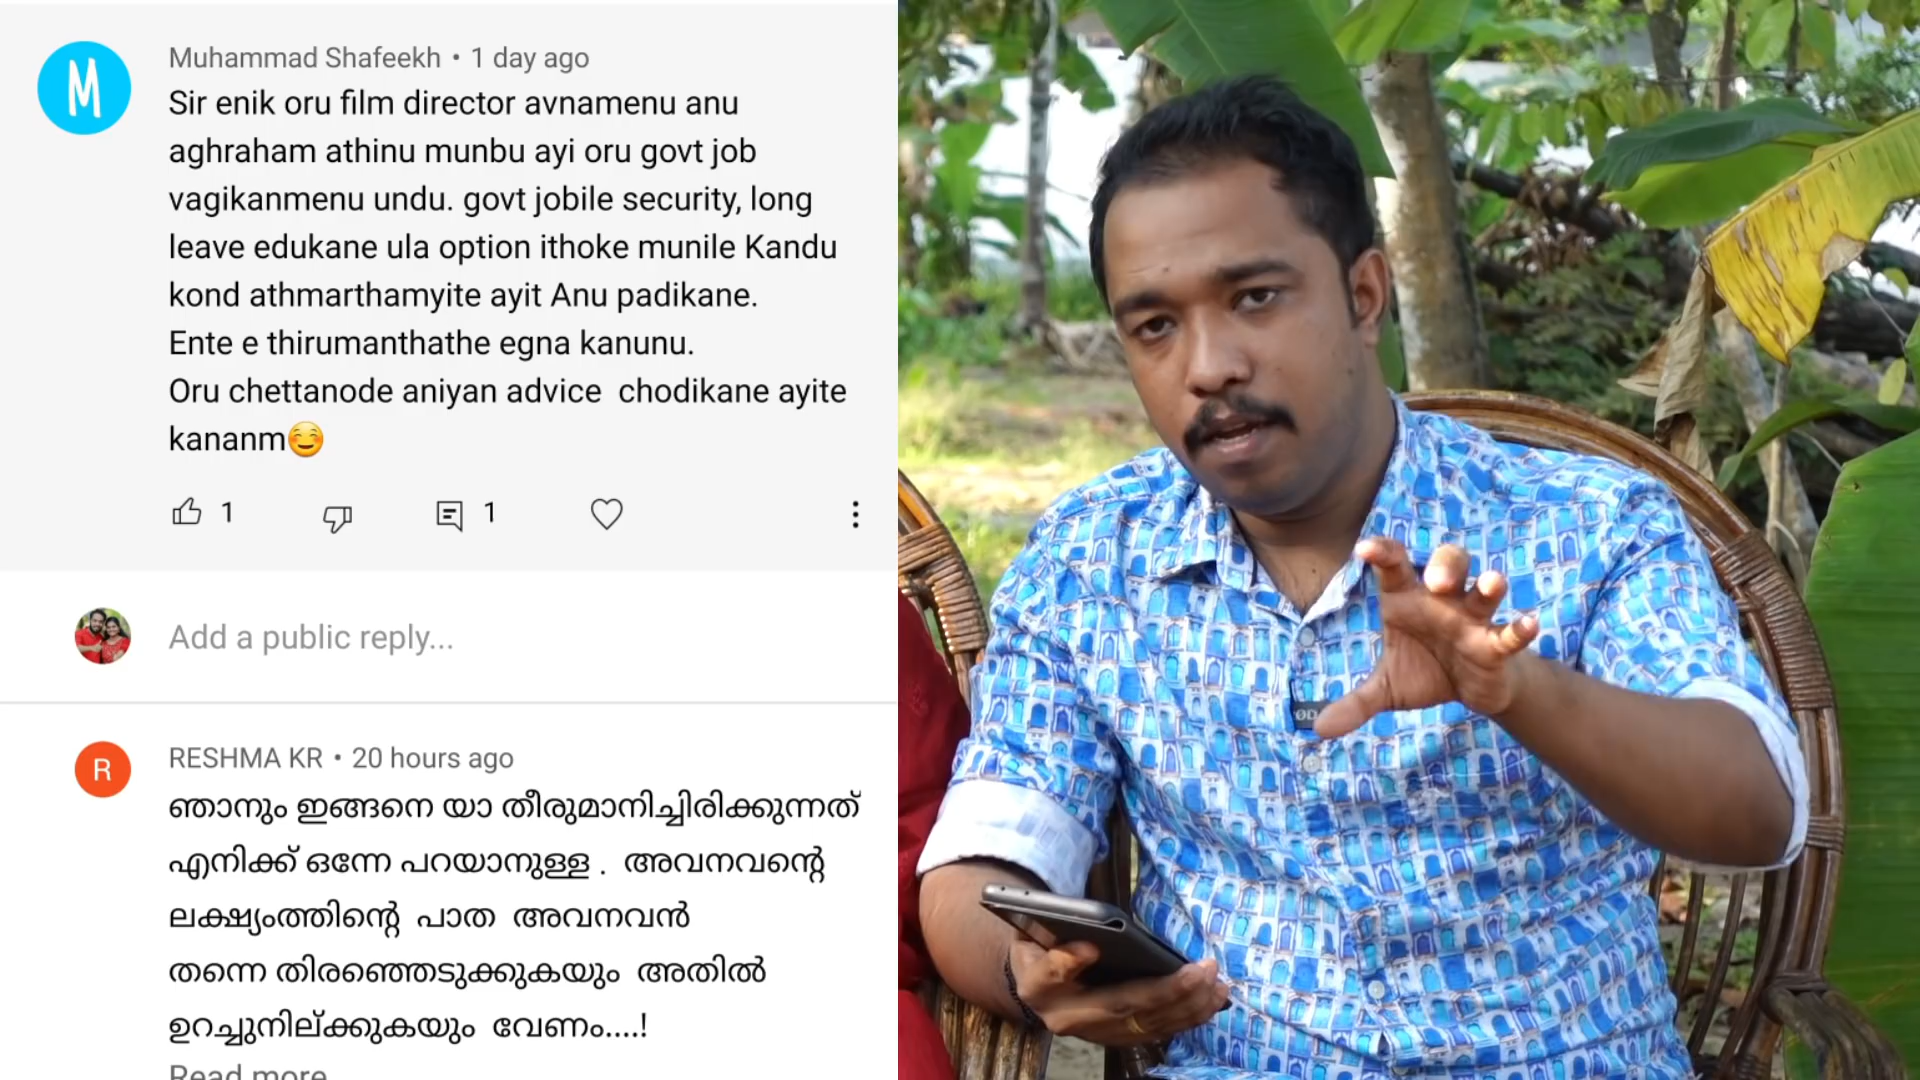 M
Muhammad Shafeekh • 1 day ago
Sir enik oru film director avnamenu anu
aghraham athinu munbu ayi oru govt job
vagikanmenu undu. govt jobile security, long
leave edukane ula option ithoke munile Kandu
kond athmarthamyite ayit Anu padikane.
Ente e thirumanthathe egna kanunu.
Oru chettanode aniyan advice  chodikane ayite
kananm😊
1 1
Add a public reply...
R
RESHMA KR • 20 hours ago
ഞാനും ഇങ്ങനെ യാ തീരുമാനിച്ചിരിക്കുന്നത്
എനിക്ക് ഒന്നേ പറയാനുള്ള .  അവനവന്റെ
ലക്ഷ്യംത്തിന്റെ  പാത  അവനവൻ
തന്നെ തിരഞ്ഞെടുക്കുകയും  അതിൽ
ഉറച്ചുനില്ക്കുകയും  വേണം....!
Read more